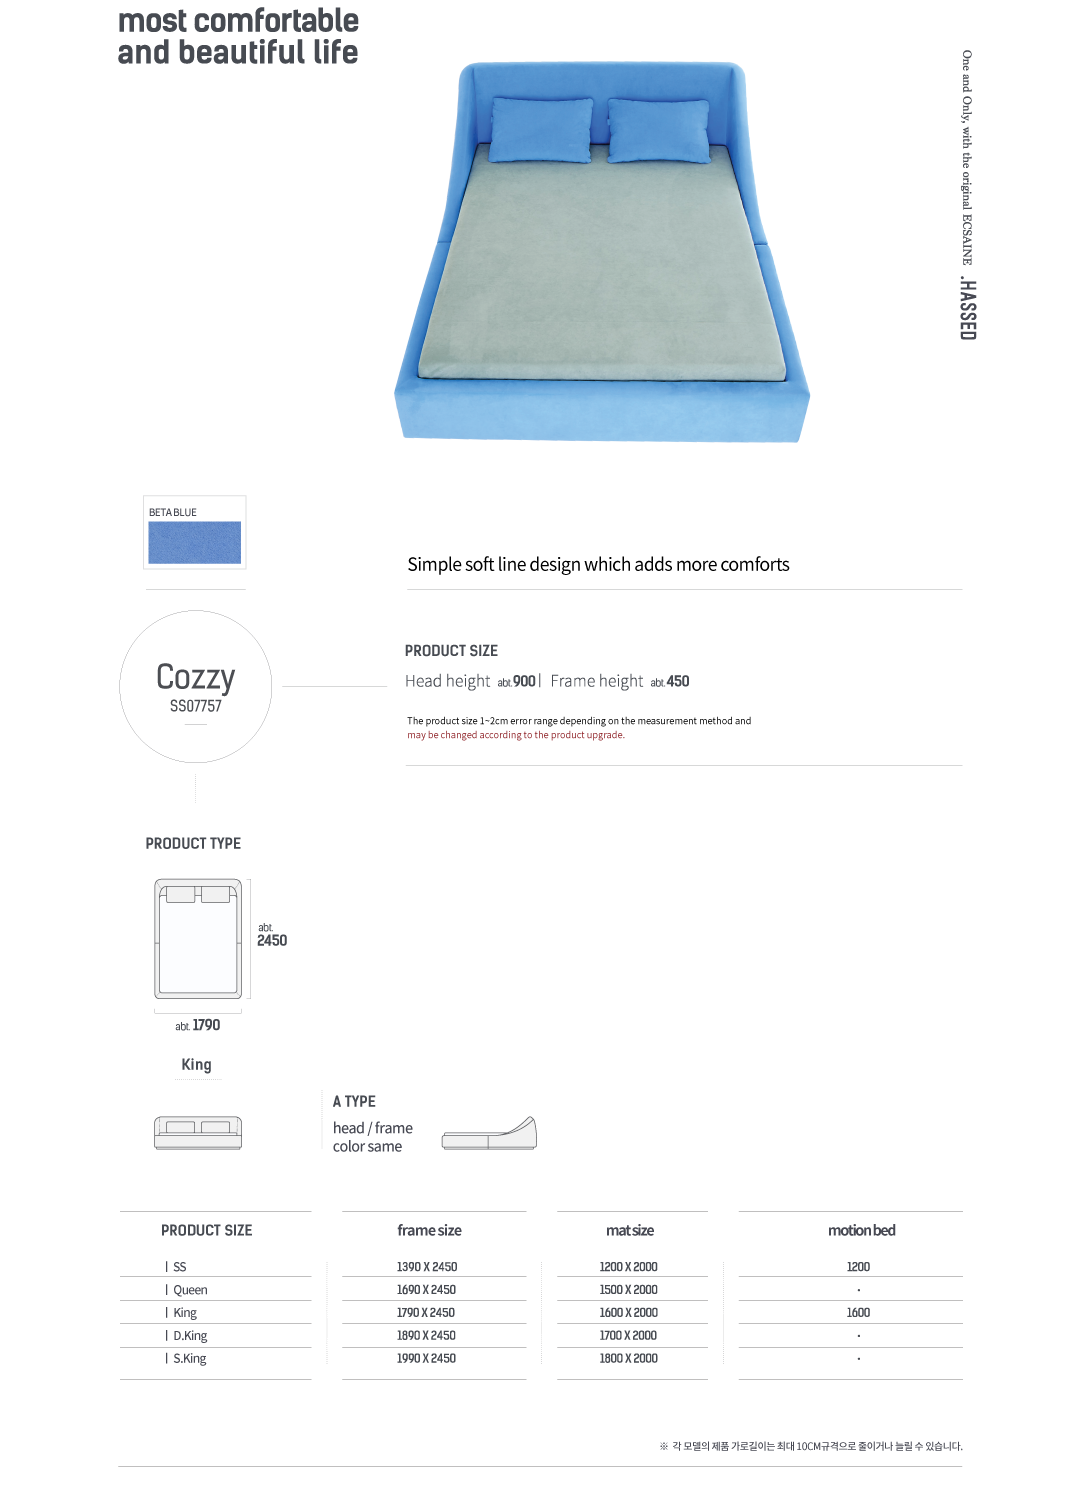 most comfortable
and beautiful life
One and Only, with the original ECSAINE .HASSED
BETA BLUE
Simple soft line design which adds more comforts
Cozzy
SS07757
PRODUCT SIZE
Head height abt.900 | Frame height abt.450
The product size 1~2cm error range depending on the measurement method and
may be changed according to the product upgrade.
PRODUCT TYPE
abt.
2450
abt. 1790
King
A TYPE
head / frame
color same
PRODUCT SIZE frame size mat size motion bed
| SS 1390 X 2450 1200 X 2000 1200
| Queen 1690 X 2450 1500 X 2000 ·
| King 1790 X 2450 1600 X 2000 1600
| D.King 1890 X 2450 1700 X 2000 ·
| S.King 1990 X 2450 1800 X 2000 ·
※ 각 모델의 제품 가로길이는 최대 10CM규격으로 줄이거나 늘릴 수 있습니다.